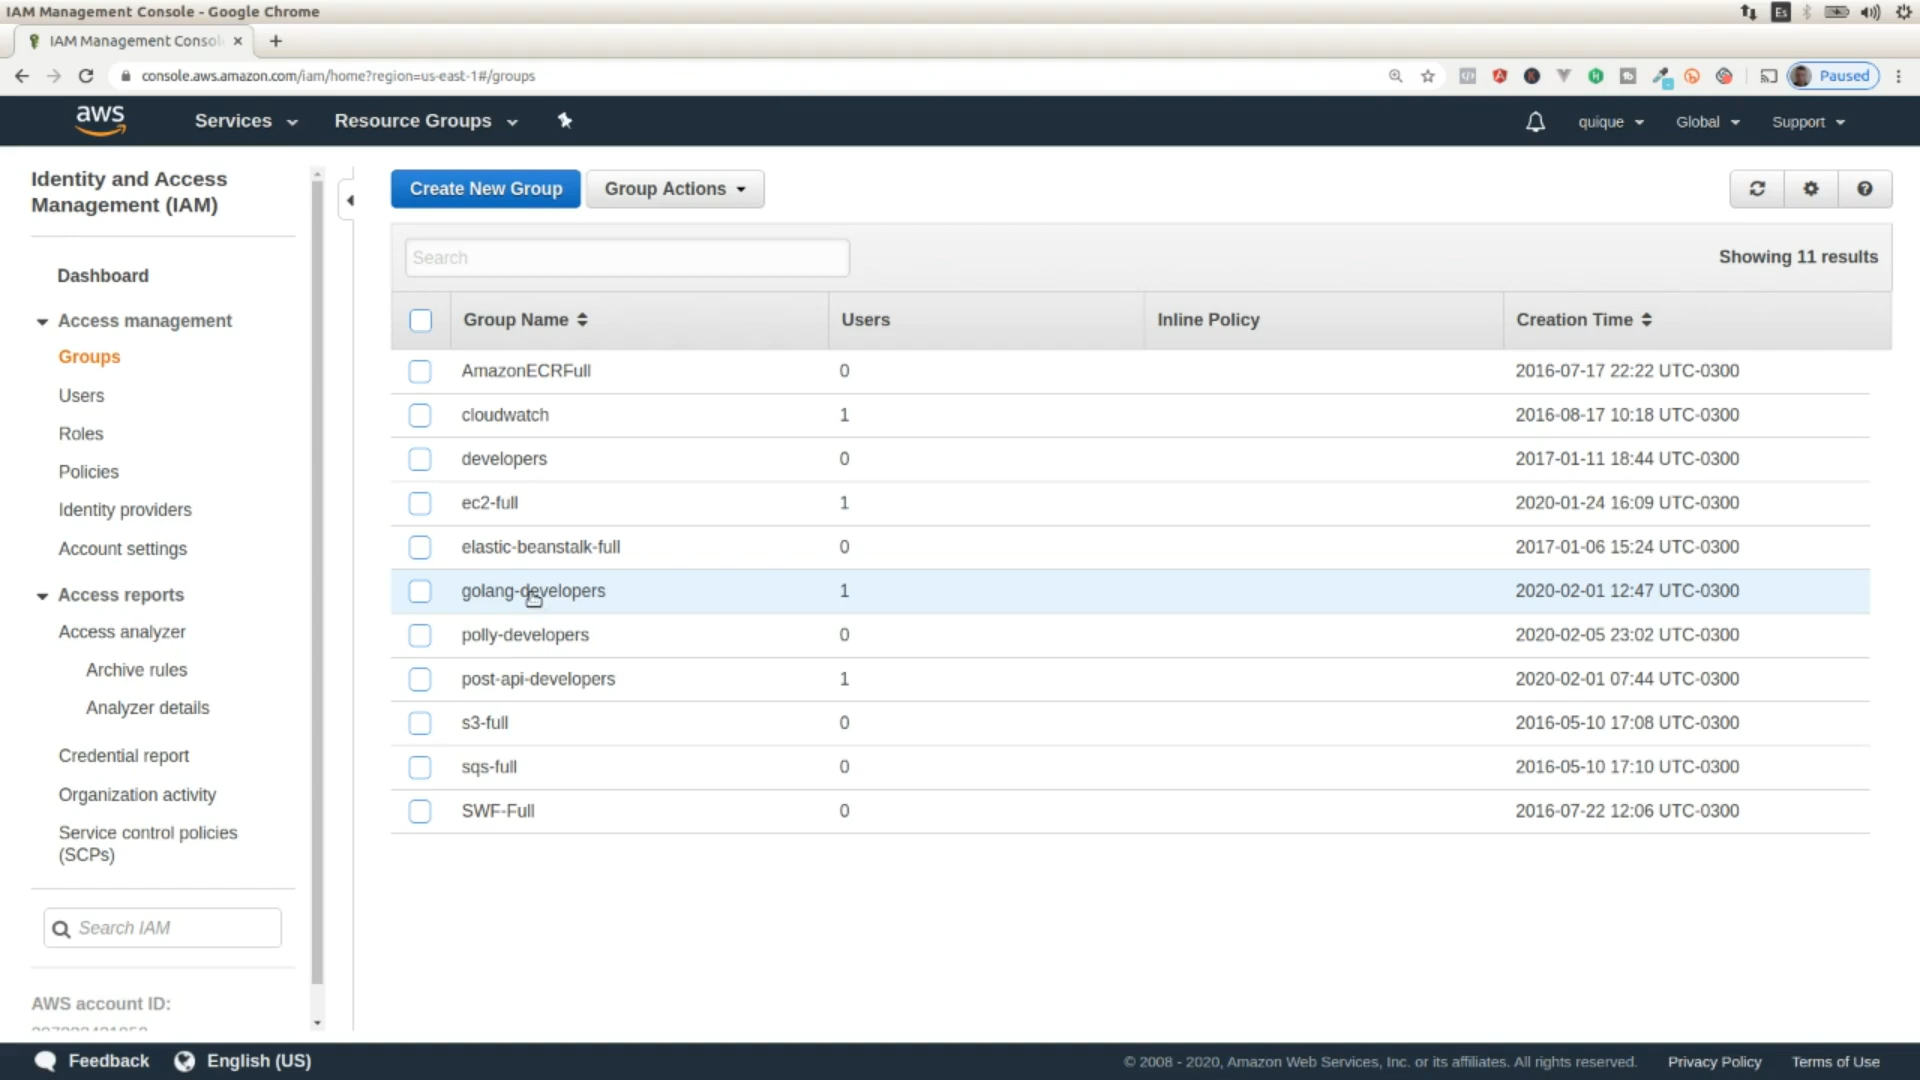 IAM Management Console - Google Chrome
Es
IAM Management Consol
console.aws.amazon.com/iam/home?region=us-east-1#/groups
Paused
aws
Services
Resource Groups
quique
Global
Support
Identity and Access
Management (IAM)
Dashboard
Access management
Groups
Users
Roles
Policies
Identity providers
Account settings
Access reports
Access analyzer
Archive rules
Analyzer details
Credential report
Organization activity
Service control policies
(SCPs)
Search IAM
AWS account ID:
Create New Group
Group Actions
Search
Showing 11 results
Group Name Users Inline Policy Creation Time
AmazonECRFull 0 2016-07-17 22:22 UTC-0300
cloudwatch 1 2016-08-17 10:18 UTC-0300
developers 0 2017-01-11 18:44 UTC-0300
ec2-full 1 2020-01-24 16:09 UTC-0300
elastic-beanstalk-full 0 2017-01-06 15:24 UTC-0300
golang-developers 1 2020-02-01 12:47 UTC-0300
polly-developers 0 2020-02-05 23:02 UTC-0300
post-api-developers 1 2020-02-01 07:44 UTC-0300
s3-full 0 2016-05-10 17:08 UTC-0300
sqs-full 0 2016-05-10 17:10 UTC-0300
SWF-Full 0 2016-07-22 12:06 UTC-0300
Feedback
English (US)
© 2008 - 2020, Amazon Web Services, Inc. or its affiliates. All rights reserved.
Privacy Policy
Terms of Use